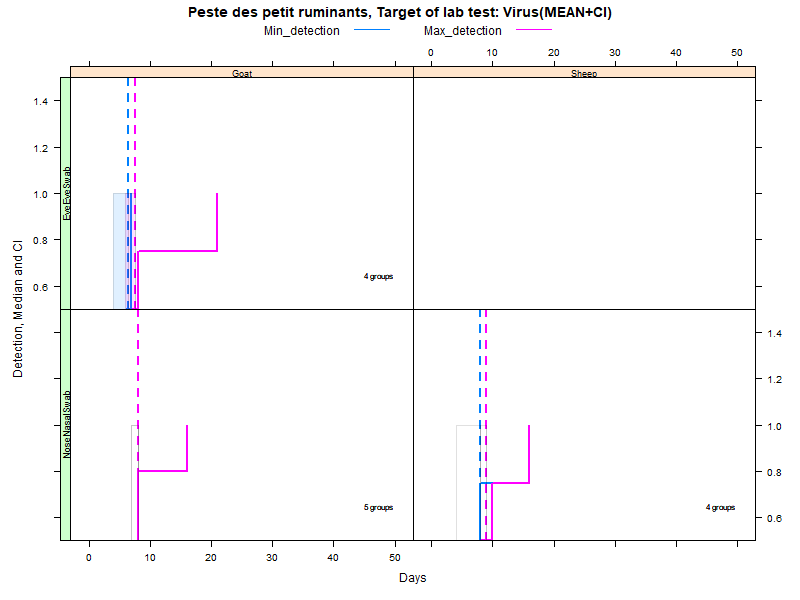 Peste des petit ruminants, Target of lab test: Virus(MEAN+CI)
Min_detection Max_detection
0 10 20 30 40 50
Goat Sheep
1.4
1.2
1.0
0.8
0.6
EyeEyeSwab
4 groups
Detection, Median and CI
NoseNasalSwab
1.4
1.2
1.0
0.8
0.6
5 groups 4 groups
0 10 20 30 40 50
Days